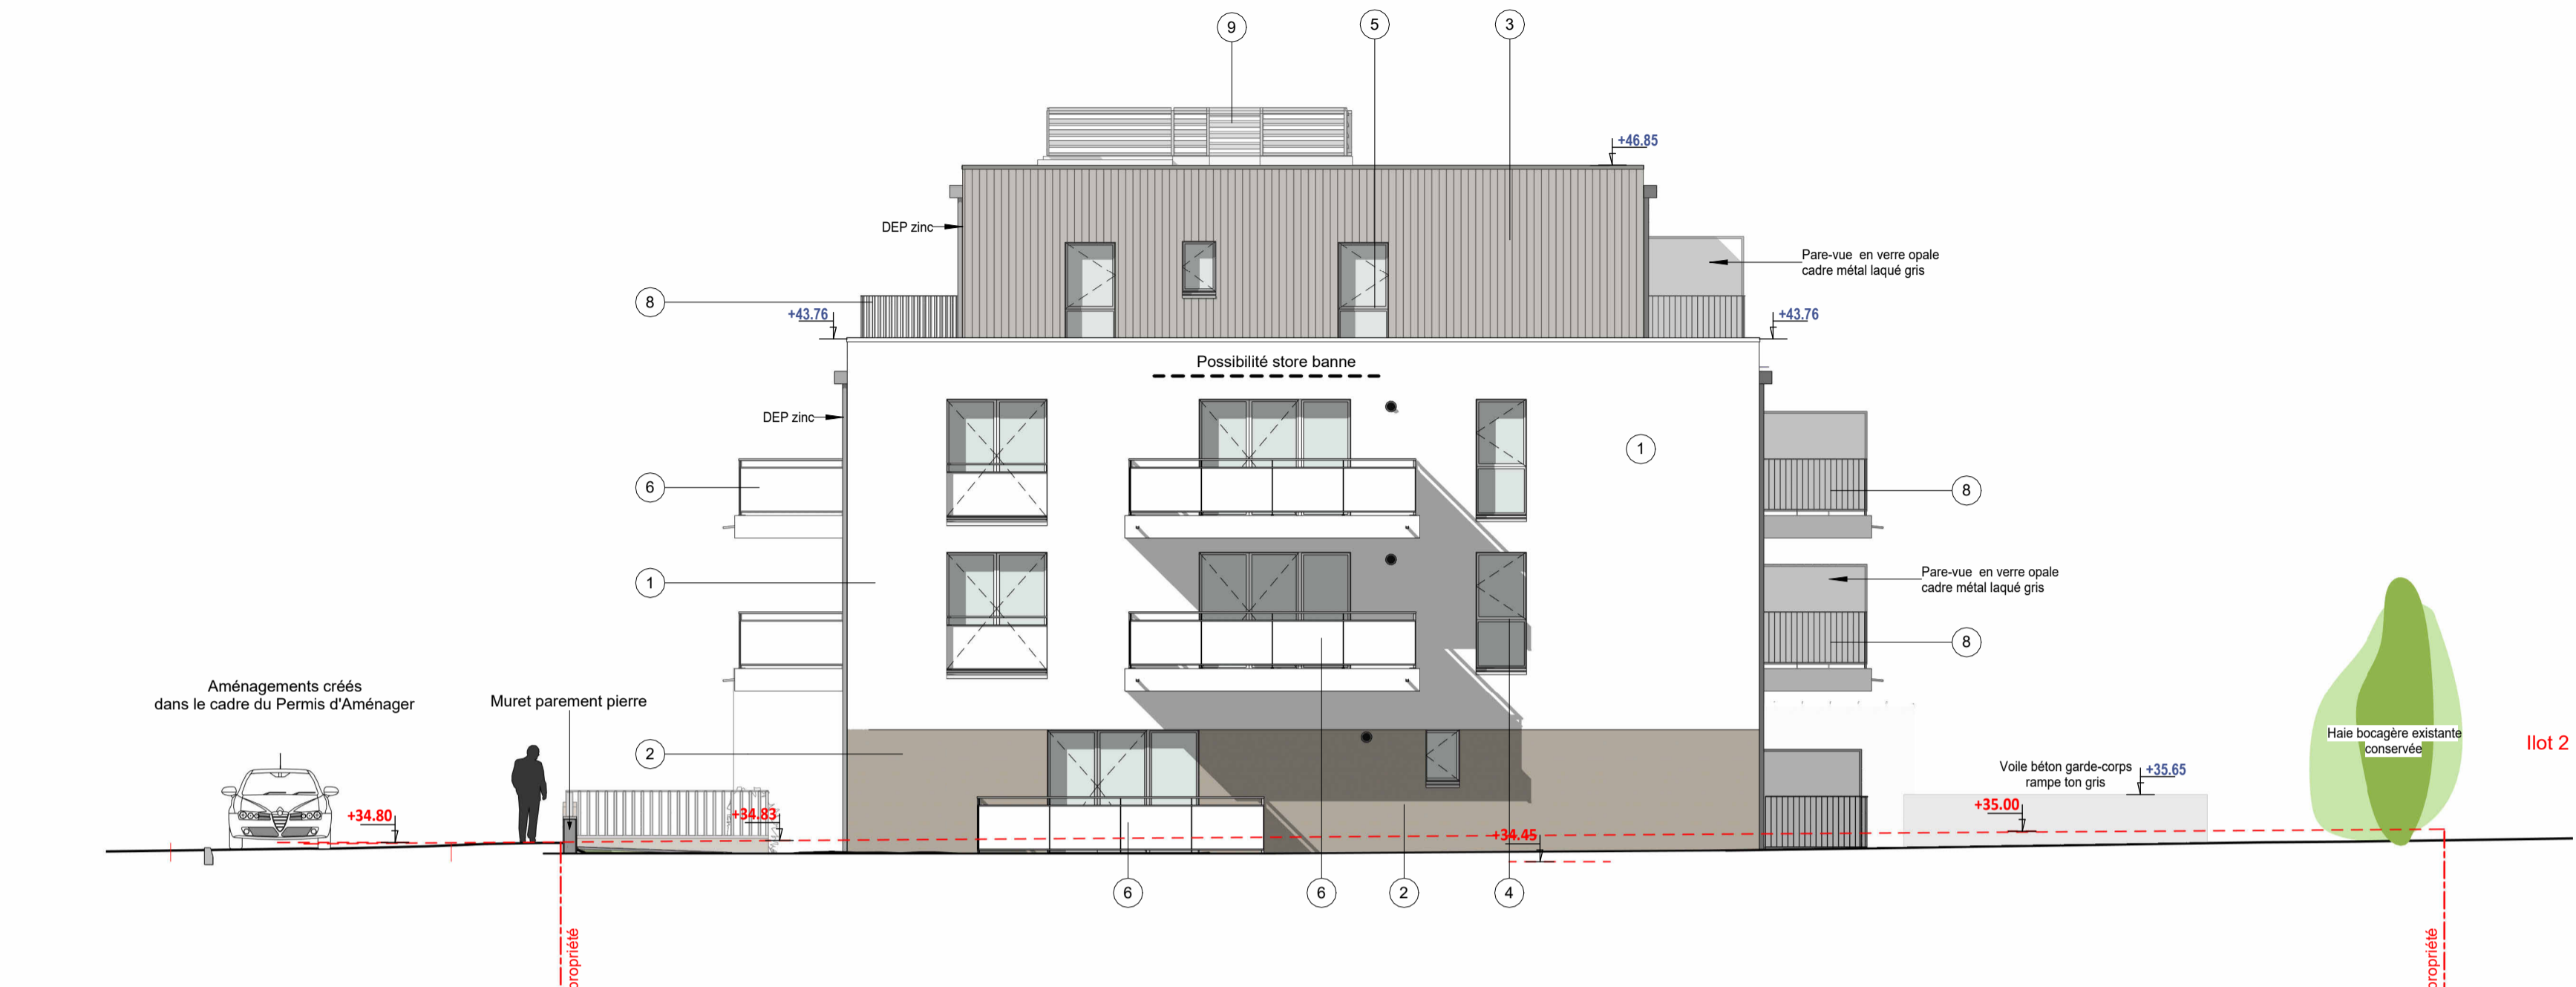 9
5
3
+46.85
DEP zinc
Pare-vue en verre opale
cadre métal laqué gris
8
+43.76
+43.76
Possibilité store banne
DEP zinc
1
6
8
Pare-vue en verre opale
cadre métal laqué gris
1
8
Aménagements créés
dans le cadre du Permis d'Aménager
Muret parement pierre
2
Haie bocagère existante
conservée
Ilot 2
Voile béton garde-corps
rampe ton gris
+35.65
+34.80
+34.83
+34.45
+35.00
6
6
2
4
propriété
propriété